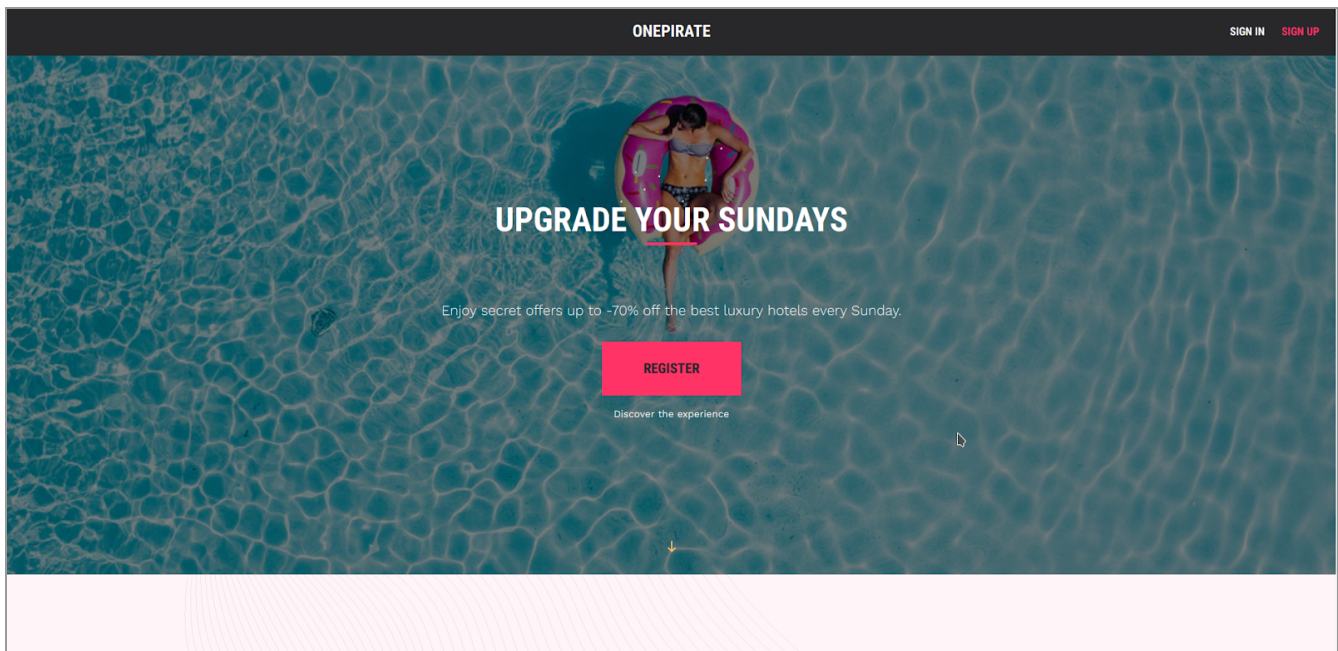 ONEPIRATE
SIGN IN
SIGN UP
UPGRADE YOUR SUNDAYS
Enjoy secret offers up to -70% off the best luxury hotels every Sunday.
REGISTER
Discover the experience